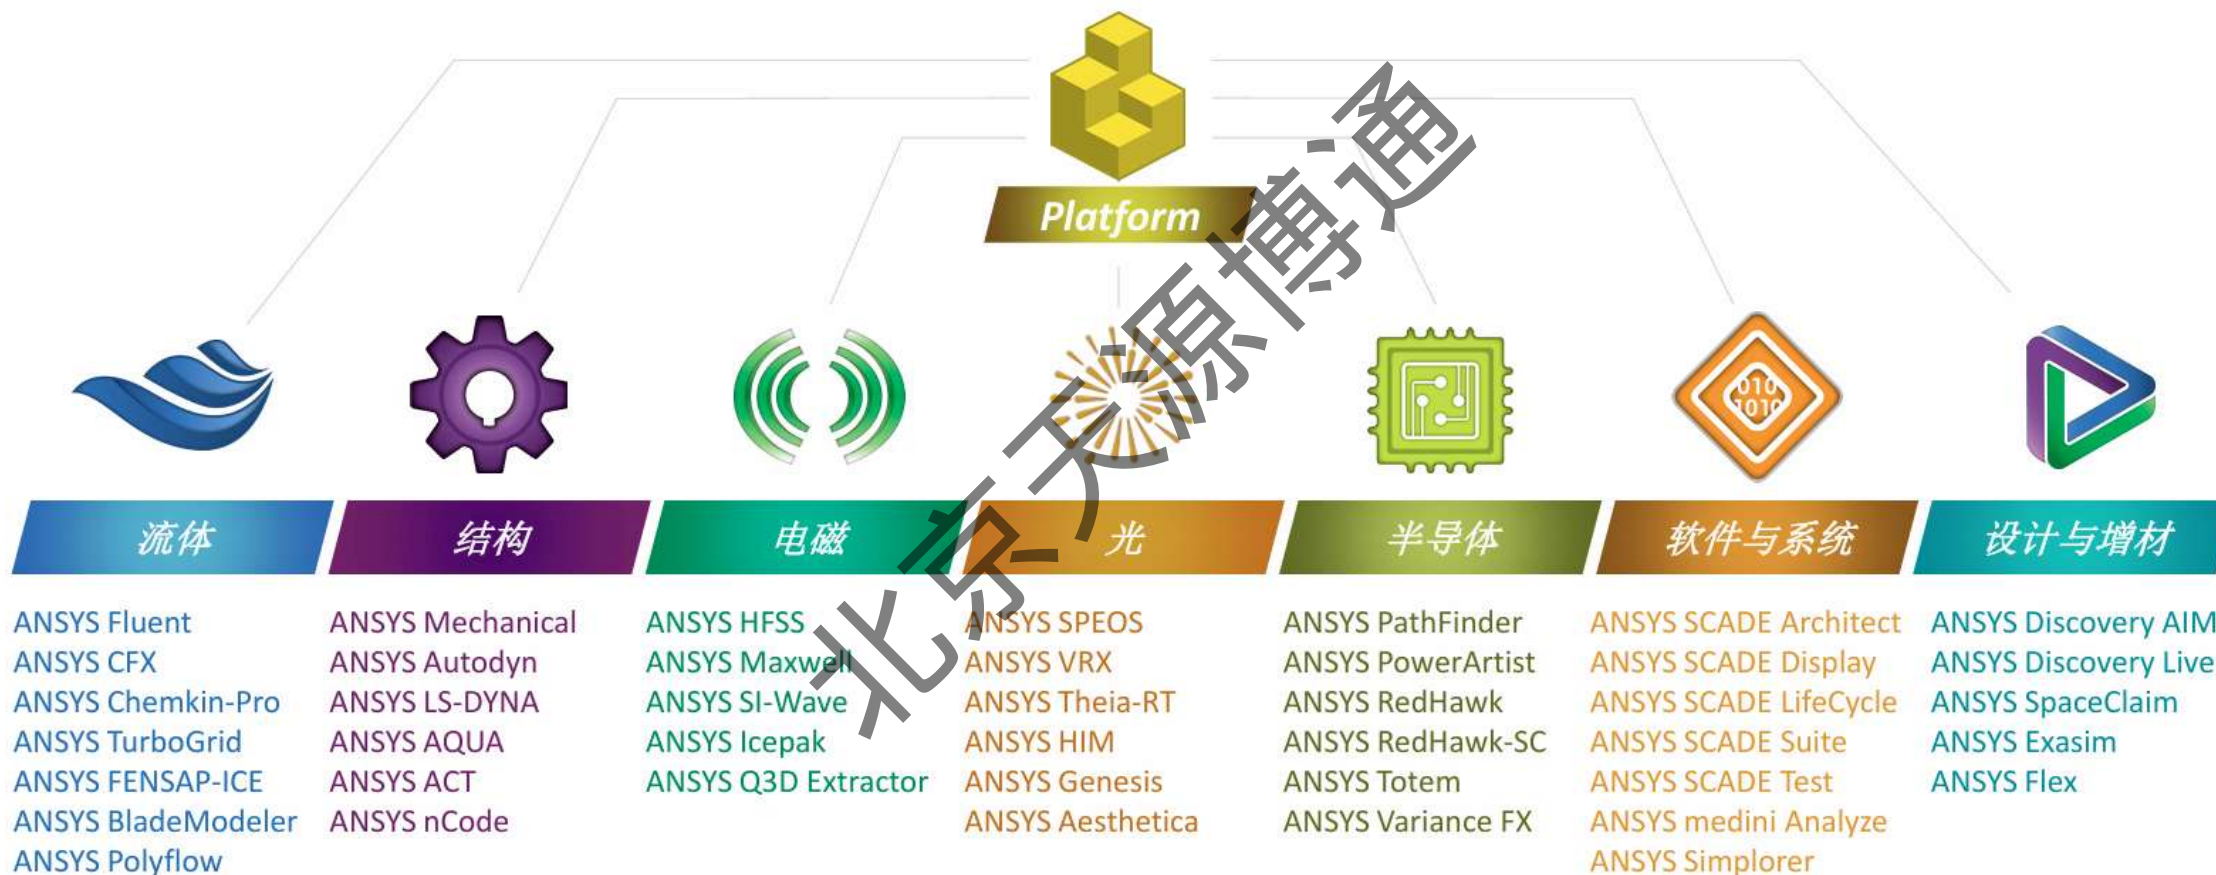 Platform
010
1010
流体
ANSYS Fluent
ANSYS CFX
ANSYS Chemkin-Pro
ANSYS TurboGrid
ANSYS FENSAP-ICE
ANSYS BladeModeler
ANSYS Polyflow
结构
ANSYS Mechanical
ANSYS Autodyn
ANSYS LS-DYNA
ANSYS AQUA
ANSYS ACT
ANSYS nCode
电磁
ANSYS HFSS
ANSYS Maxwell
ANSYS SI-Wave
ANSYS Icepak
ANSYS Q3D Extractor
光
ANSYS SPEOS
ANSYS VRX
ANSYS Theia-RT
ANSYS HIM
ANSYS Genesis
ANSYS Aesthetica
半导体
ANSYS PathFinder
ANSYS PowerArtist
ANSYS RedHawk
ANSYS RedHawk-SC
ANSYS Totem
ANSYS Variance FX
软件与系统
ANSYS SCADE Architect
ANSYS SCADE Display
ANSYS SCADE LifeCycle
ANSYS SCADE Suite
ANSYS SCADE Test
ANSYS medini Analyze
ANSYS Simplorer
设计与增材
ANSYS Discovery AIM
ANSYS Discovery Live
ANSYS SpaceClaim
ANSYS Exasim
ANSYS Flex
北京天源博通